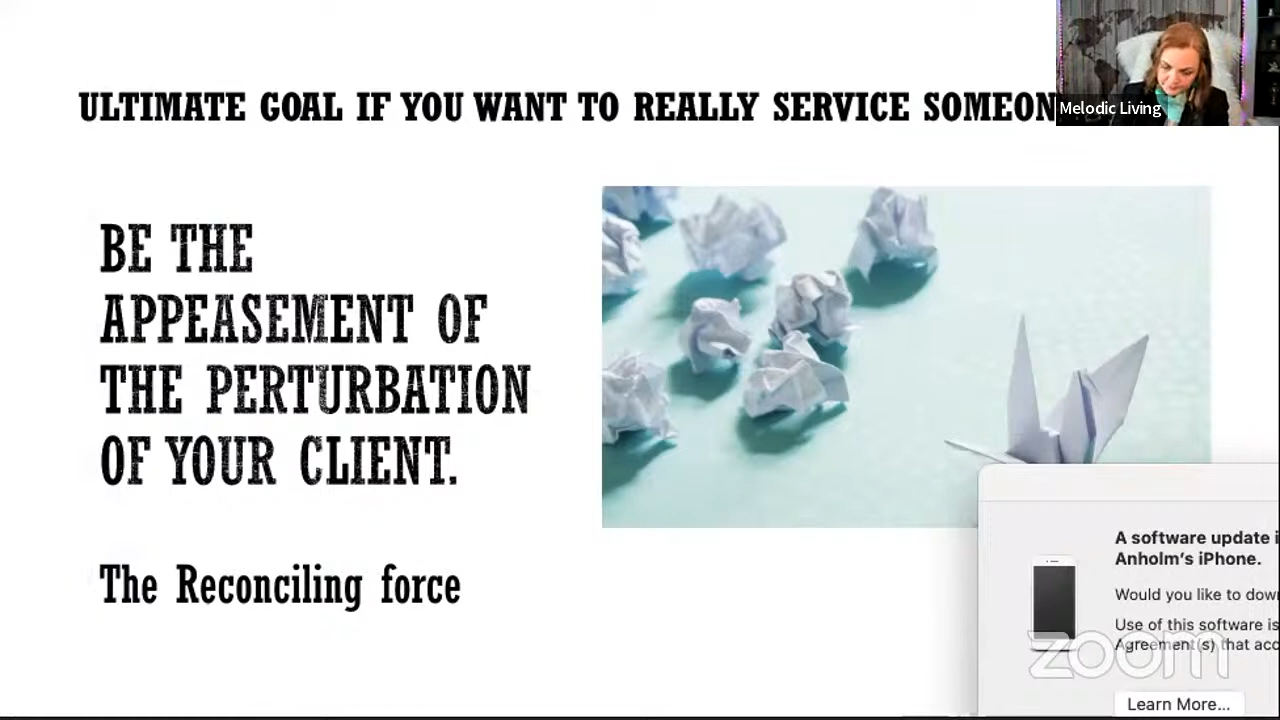 ULTIMATE GOAL IF YOU WANT TO REALLY SERVICE SOMEON
Melodic Living
BE THE
APPEASEMENT OF
THE PERTURBATION
OF YOUR CLIENT.
The Reconciling force
A software update i
Anholm's iPhone.
Would you like to dow
Use of this software is
Agreement(s) that acc
zoom
Learn More...